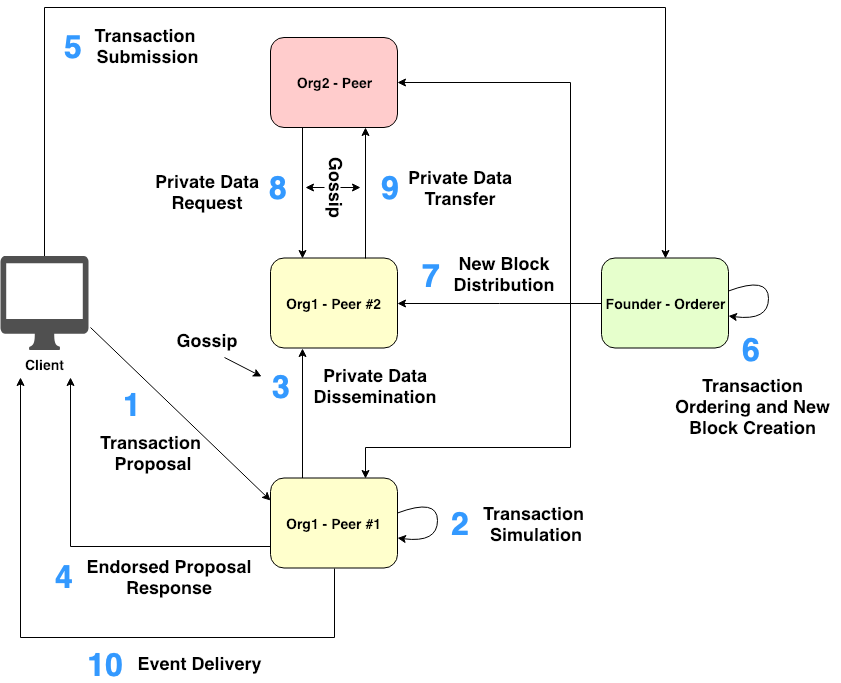 5 Transaction
Submission
Org2 - Peer
Private Data
Request
8
Gossip
9
Private Data
Transfer
7
New Block
Distribution
Org1 - Peer #2
Founder - Orderer
6
Transaction
Ordering and New
Block Creation
Client
Gossip
3
Private Data
Dissemination
1
Transaction
Proposal
Org1 - Peer #1
2
Transaction
Simulation
4
Endorsed Proposal
Response
10 Event Delivery